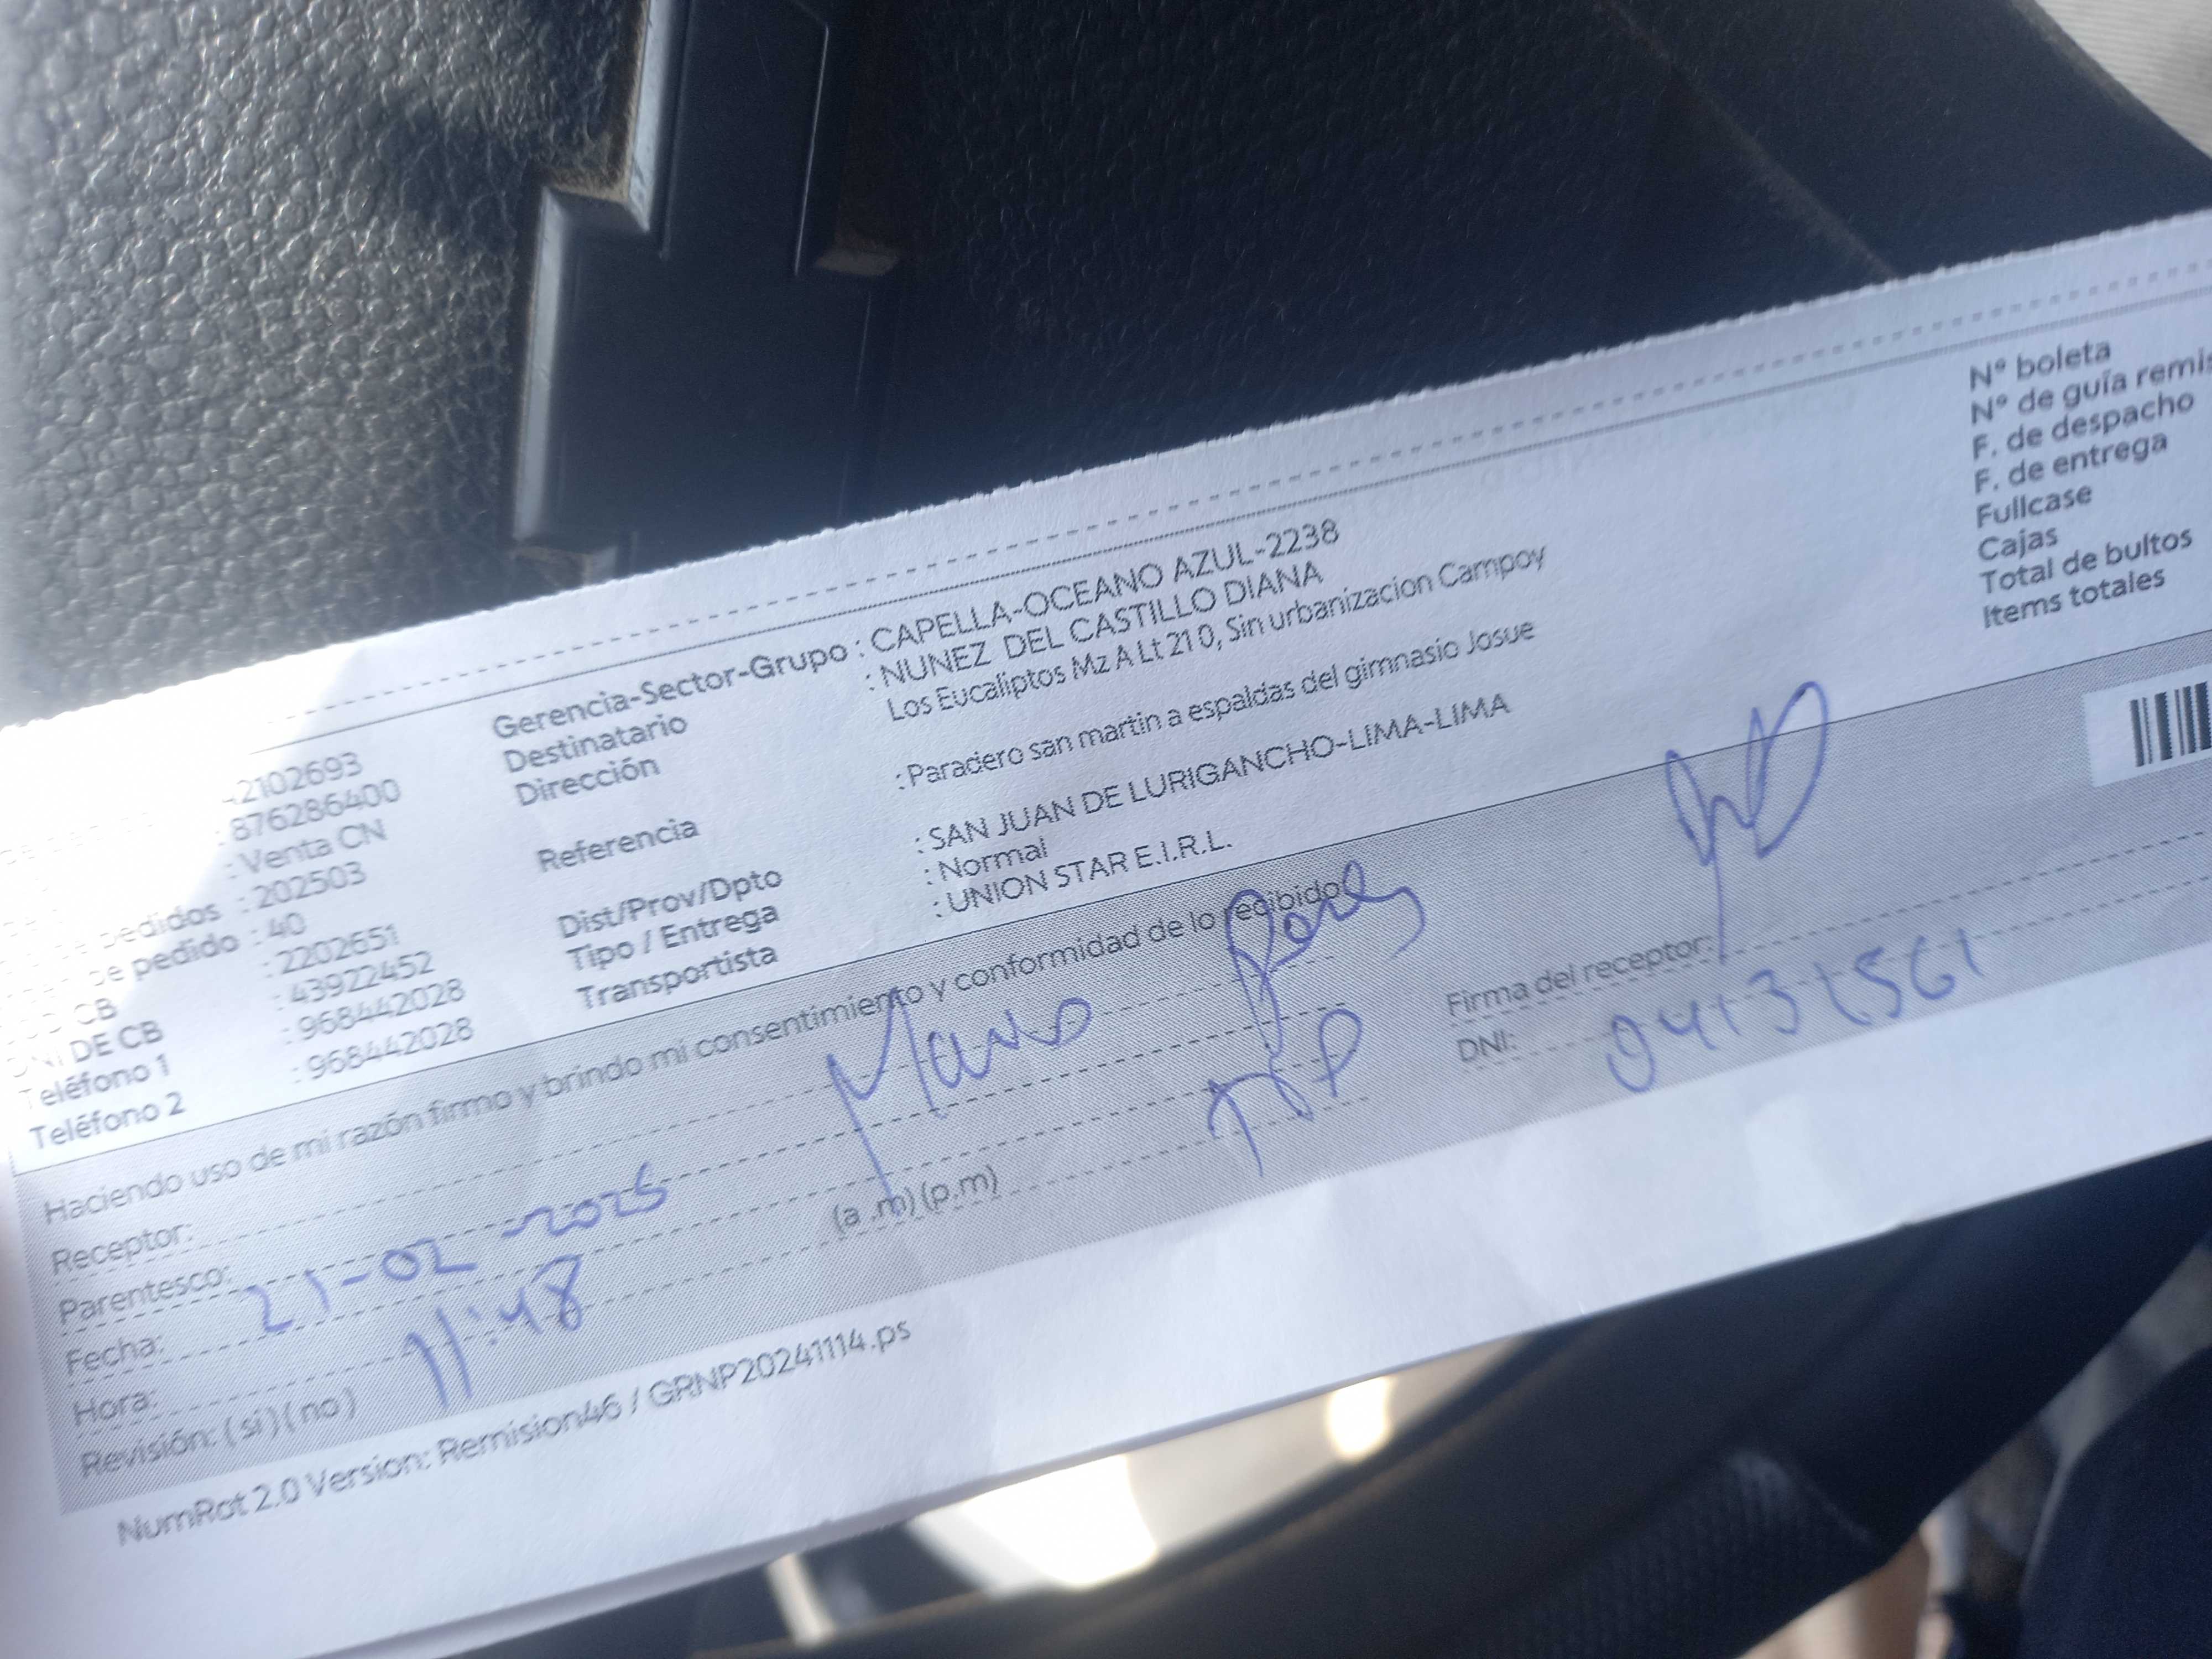 2102693
: 876286400
: Venta CN
pedidos : 202503
de pedido : 40
CB : 2202651
DNI DE CB : 43922452
Teléfono 1 : 968442028
Teléfono 2 : 968442028
Gerencia-Sector-Grupo : CAPELLA-OCEANO AZUL-2238
Destinatario : NUNEZ DEL CASTILLO DIANA
Dirección Los Eucaliptos Mz A Lt 21 0, Sin urbanizacion Campoy
Referencia : Paradero san martin a espaldas del gimnasio Josue
Dist/Prov/Dpto : SAN JUAN DE LURIGANCHO-LIMA-LIMA
Tipo / Entrega : Normal
Transportista : UNION STAR E.I.R.L.
N° boleta
N° de guía remis
F. de despacho
F. de entrega
Fullcase
Cajas
Total de bultos
Items totales
Haciendo uso de mi razón firmo y brindo mi consentimiento y conformidad de lo recibido
Receptor:
Parentesco:
Fecha: 21-02-2025
Hora: 11:48 (a.m) (p.m)
Revisión: (si) (no)
Firma del receptor:
DNI:
NumRot 2.0 Version: Remision46 / GRNP20241114.ps